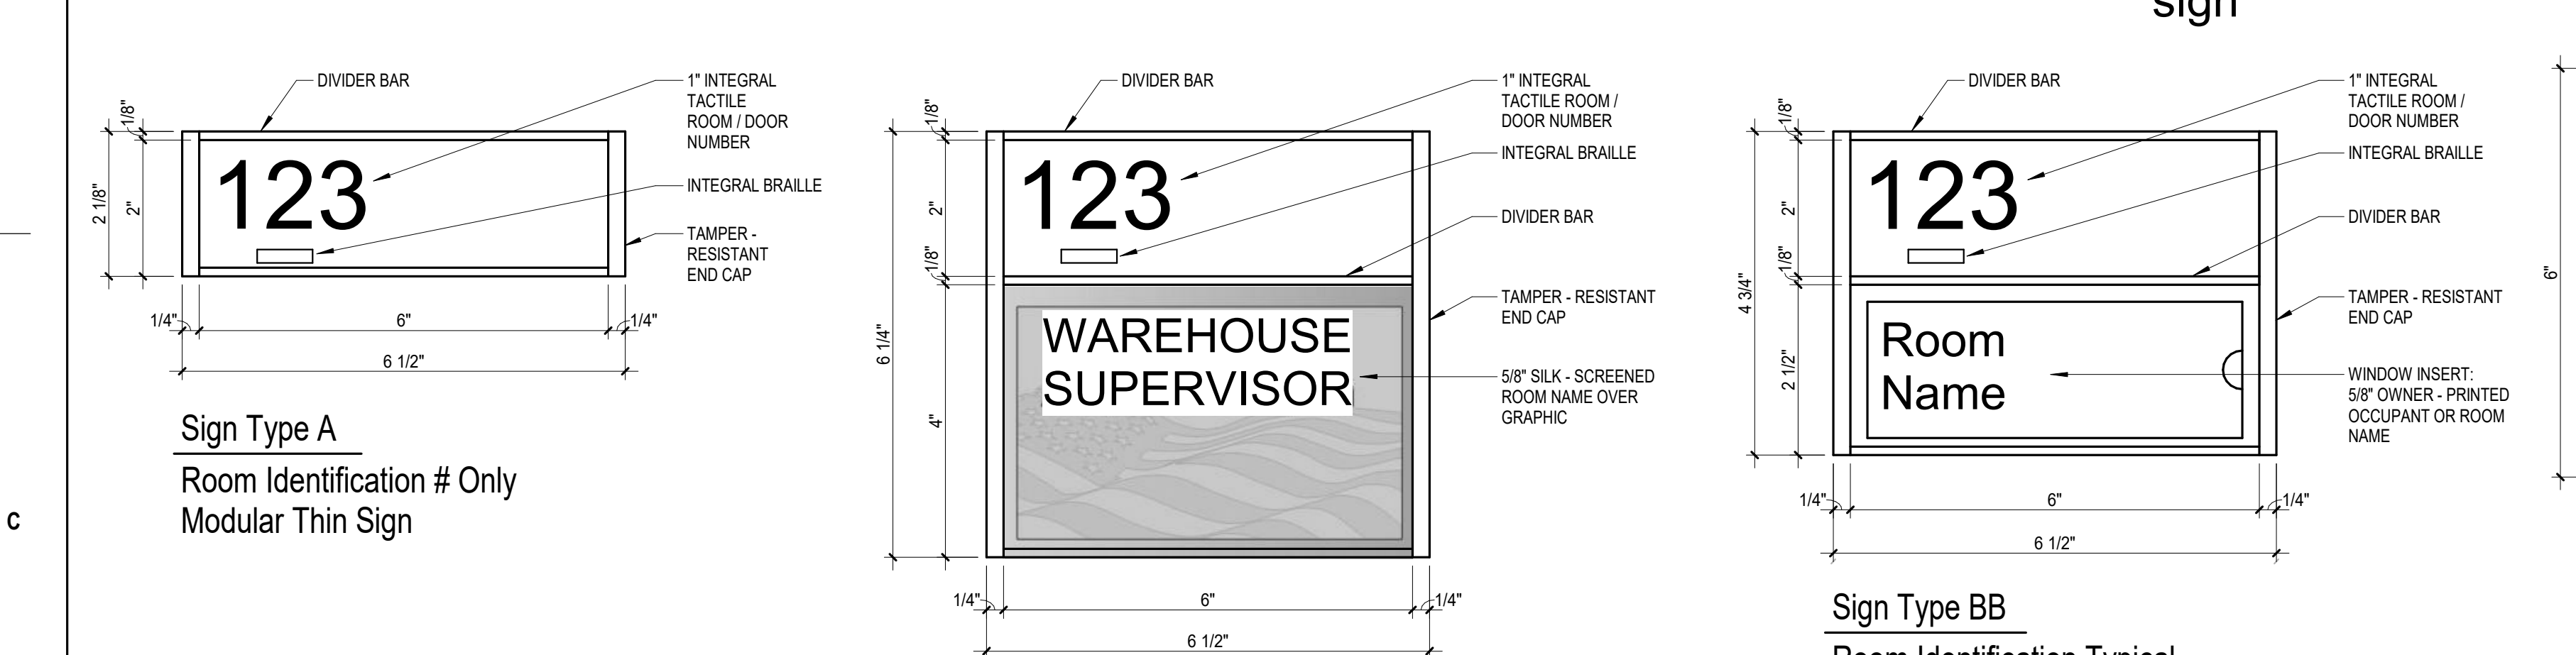 sign
DIVIDER BAR
1" INTEGRAL
TACTILE
ROOM / DOOR
NUMBER
INTEGRAL BRAILLE
TAMPER -
RESISTANT
END CAP
1/8"
2 1/8"
2"
123
1/4"
6"
1/4"
6 1/2"
Sign Type A
Room Identification # Only
Modular Thin Sign
C
DIVIDER BAR
1" INTEGRAL
TACTILE ROOM /
DOOR NUMBER
INTEGRAL BRAILLE
DIVIDER BAR
TAMPER - RESISTANT
END CAP
5/8" SILK - SCREENED
ROOM NAME OVER
GRAPHIC
1/8"
2"
1/8"
6 1/4"
4"
123
WAREHOUSE
SUPERVISOR
1/4"
6"
1/4"
6 1/2"
DIVIDER BAR
1" INTEGRAL
TACTILE ROOM /
DOOR NUMBER
INTEGRAL BRAILLE
DIVIDER BAR
TAMPER - RESISTANT
END CAP
WINDOW INSERT:
5/8" OWNER - PRINTED
OCCUPANT OR ROOM
NAME
1/8"
2"
1/8"
4 3/4"
2 1/2"
123
Room
Name
1/4"
6"
1/4"
6 1/2"
Sign Type BB
Room Identification Typical
6"